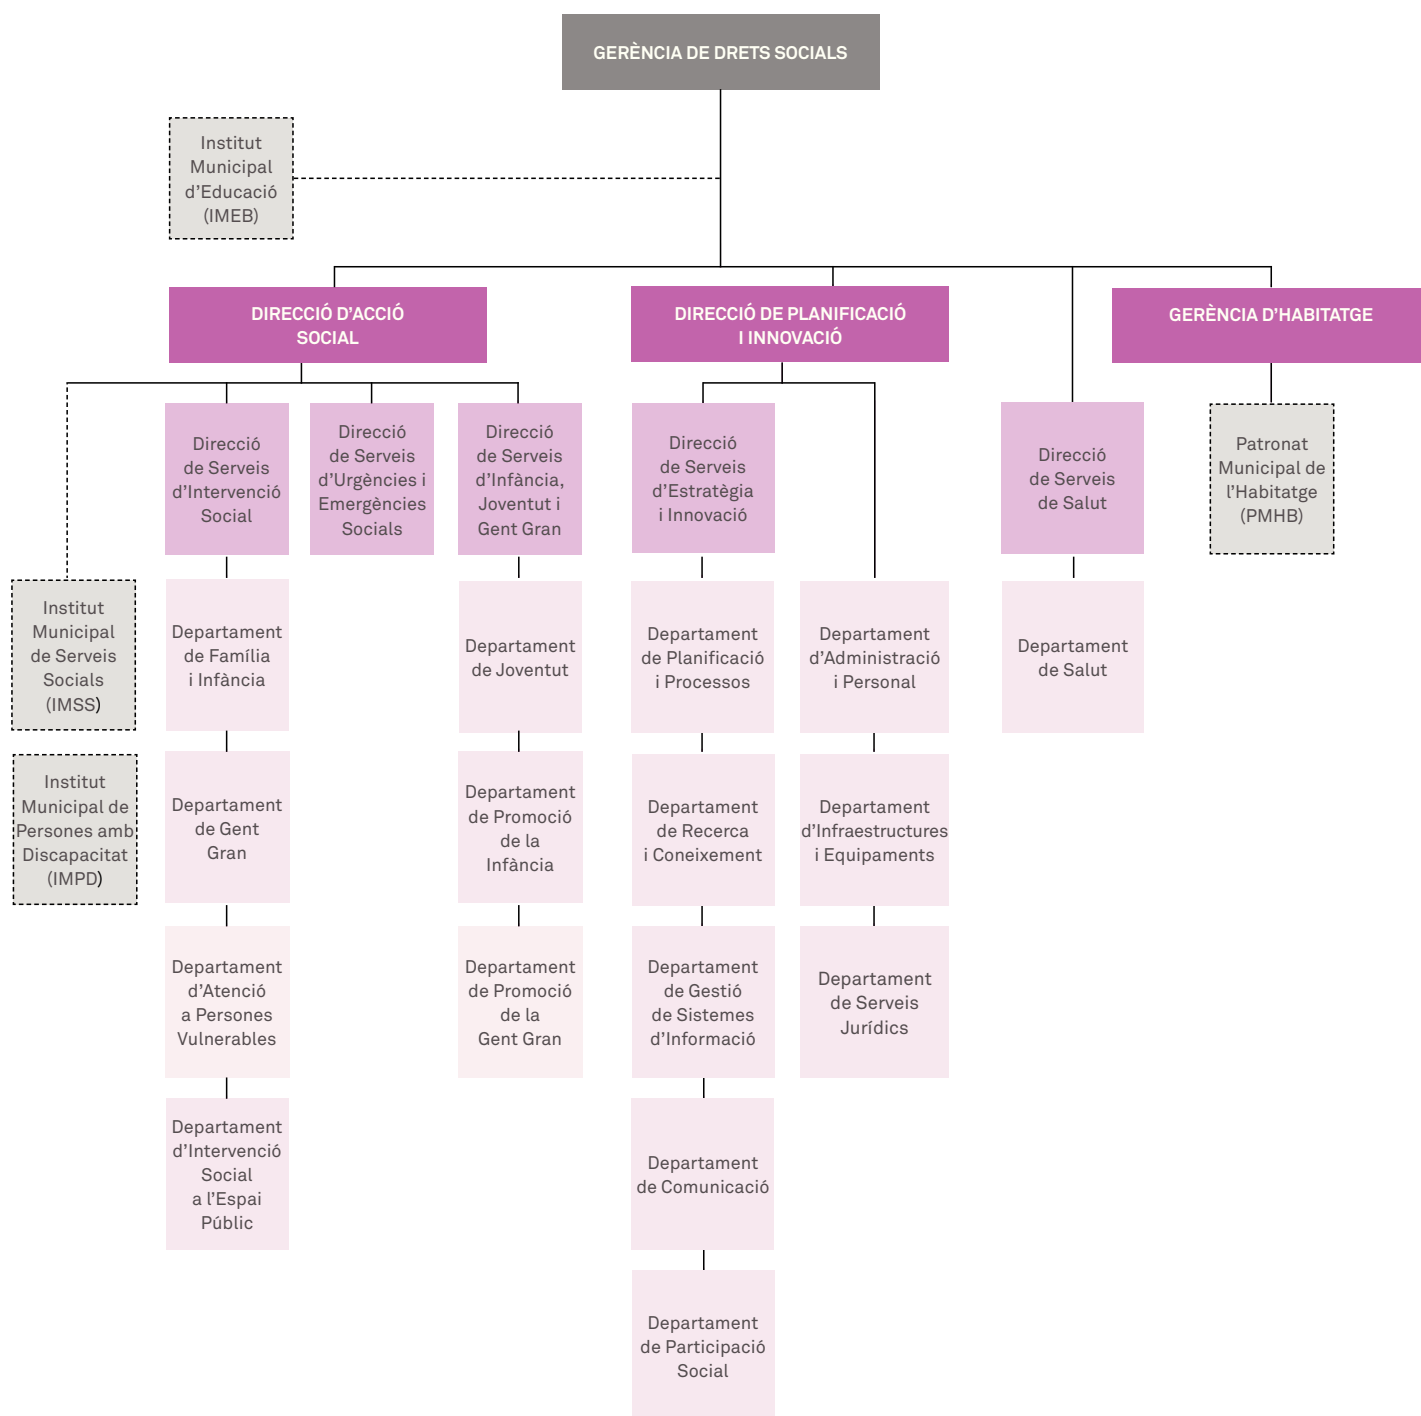 GERÈNCIA DE DRETS SOCIALS
Institut
Municipal
d’Educació
(IMEB)
DIRECCIÓ D’ACCIÓ
SOCIAL
DIRECCIÓ DE PLANIFICACIÓ
I INNOVACIÓ
GERÈNCIA D’HABITATGE
Direcció
de Serveis
d’Intervenció
Social
Direcció
de Serveis
d’Urgències i
Emergències
Socials
Direcció
de Serveis
d’Infància,
Joventut i
Gent Gran
Direcció
de Serveis
d’Estratègia
i Innovació
Direcció
de Serveis
de Salut
Patronat
Municipal de
l’Habitatge
(PMHB)
Institut
Municipal
de Serveis
Socials
(IMSS)
Departament
de Família
i Infància
Departament
de Joventut
Departament
de Planificació
i Processos
Departament
d’Administració
i Personal
Departament
de Salut
Institut
Municipal de
Persones amb
Discapacitat
(IMPD)
Departament
de Gent
Gran
Departament
de Promoció
de la
Infància
Departament
de Recerca
i Coneixement
Departament
d’Infraestructures
i Equipaments
Departament
d’Atenció
a Persones
Vulnerables
Departament
de Promoció
de la
Gent Gran
Departament
de Gestió
de Sistemes
d’Informació
Departament
de Serveis
Jurídics
Departament
d’Intervenció
Social
a l’Espai
Públic
Departament
de Comunicació
Departament
de Participació
Social